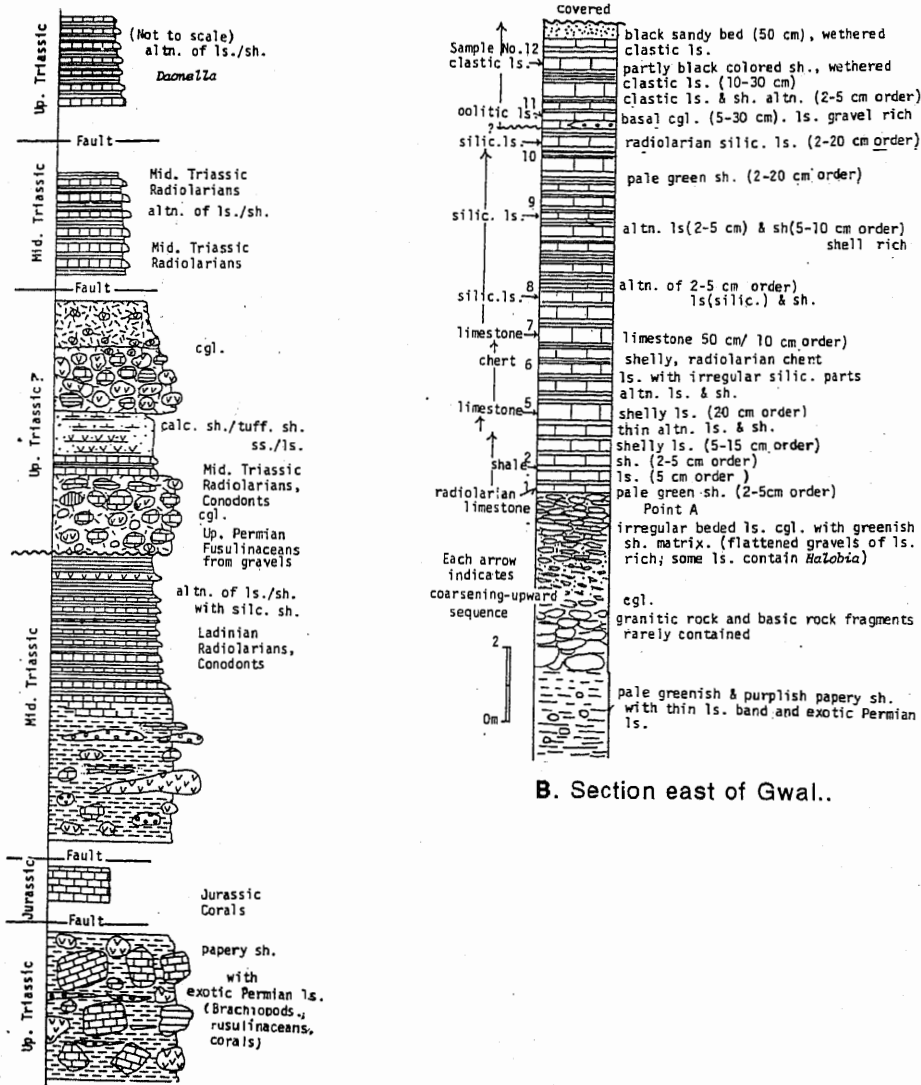 Up. Triassic
(Not to scale)
altn. of ls./sh.
Daonella
Fault
Mid. Triassic
Mid. Triassic
Radiolarians
altn. of ls./sh.
Mid. Triassic
Radiolarians
Fault
Up. Triassic?
cgl.
calc. sh./tuff. sh.
ss./ls.
Mid. Triassic
Radiolarians,
Conodonts
cgl.
Up. Permian
Fusulinaceans
from gravels
Mid. Triassic
altn. of ls./sh.
with silc. sh.
Ladinian
Radiolarians,
Conodonts
Fault
Jurassic
Jurassic
Corals
Fault
Up. Triassic
papery sh.
with
exotic Permian ls.
(Brachiopods.,
rusulinaceans,
corals)
covered
Sample No.12
clastic ls.
11
oolitic ls.
?
silic.ls.
10
9
silic. ls.
8
silic.ls.
7
limestone
chert 6
5
limestone
2
shale
1
radiolarian
limestone
Each arrow
indicates
coarsening-upward
sequence
2
0m
black sandy bed (50 cm), wethered
clastic ls.
partly black colored sh., wethered
clastic ls. (10-30 cm)
clastic ls. & sh. altn. (2-5 cm order)
basal cgl. (5-30 cm). ls. gravel rich
radiolarian silic. ls. (2-20 cm order)
pale green sh. (2-20 cm order)
altn. ls(2-5 cm) & sh(5-10 cm order)
shell rich
altn. of 2-5 cm order)
ls(silic.) & sh.
limestone 50 cm/ 10 cm order)
shelly, radiolarian chert
ls. with irregular silic. parts
altn. ls. & sh.
shelly ls. (20 cm order)
thin altn. ls. & sh.
shelly ls. (5-15 cm order)
sh. (2-5 cm order)
ls. (5 cm order )
pale green sh. (2-5cm order)
Point A
irregular beded ls. cgl. with greenish
sh. matrix. (flattened gravels of ls.
rich; some ls. contain Halobia)
cgl.
granitic rock and basic rock fragments
rarely contained
pale greenish & purplish papery sh.
with thin ls. band and exotic Permian
ls.
B. Section east of Gwal..